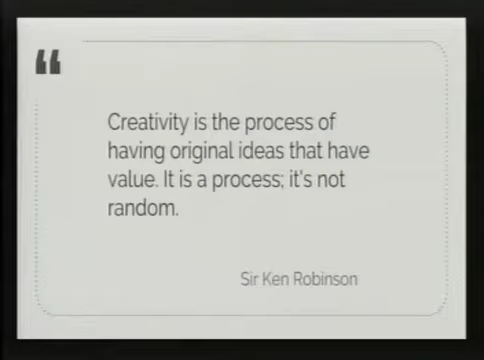 “
Creativity is the process of
having original ideas that have
value. It is a process; it's not
random.
Sir Ken Robinson